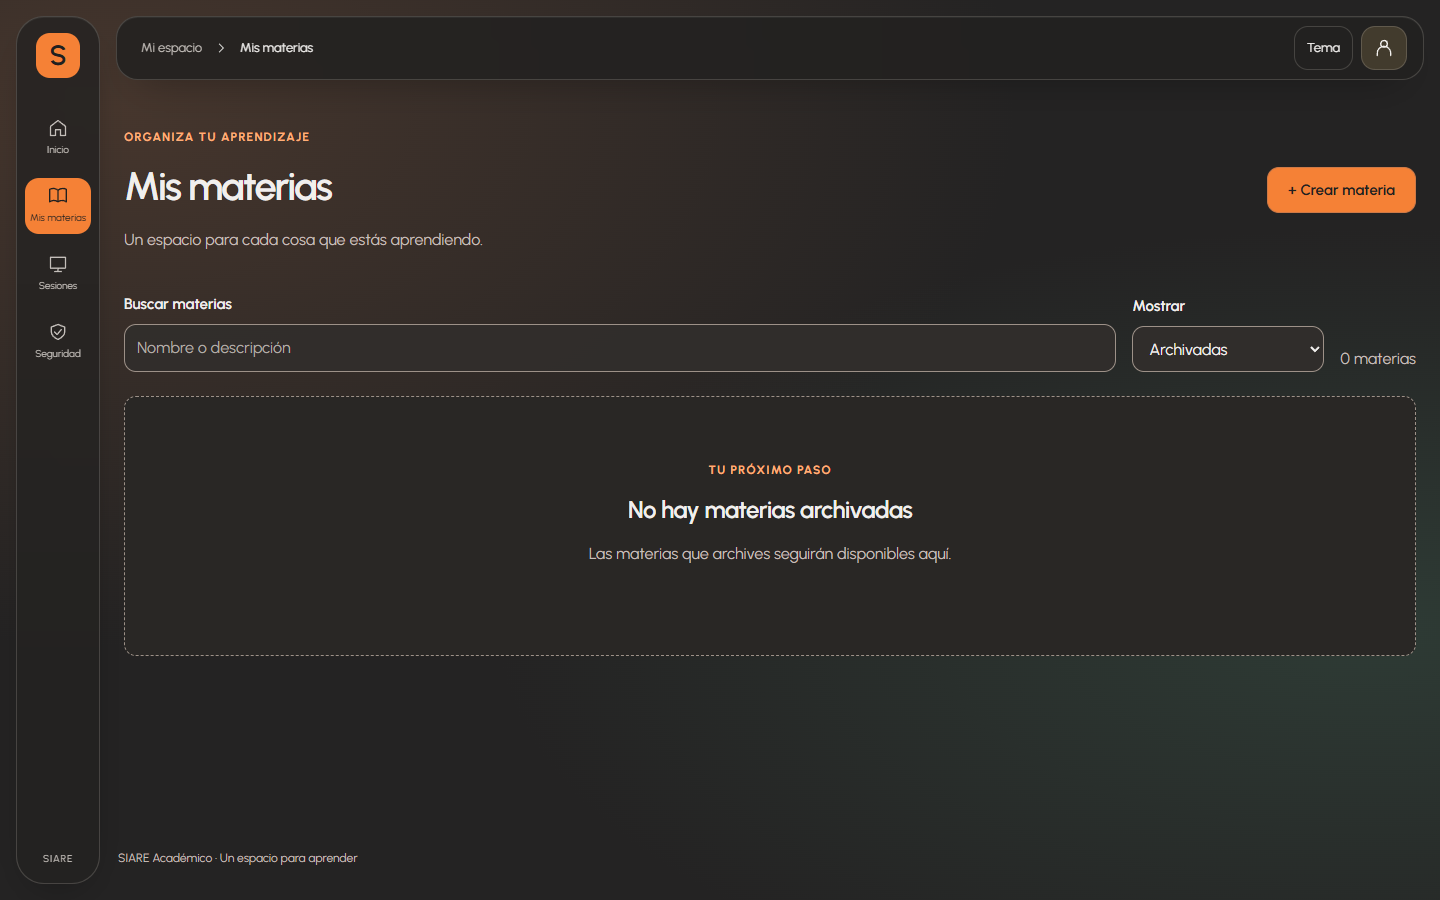 S
Inicio
Mis materias
Sesiones
Seguridad
SIARE
Mi espacio > Mis materias
Tema
ORGANIZA TU APRENDIZAJE
Mis materias
+ Crear materia
Un espacio para cada cosa que estás aprendiendo.
Buscar materias
Nombre o descripción
Mostrar
Archivadas
0 materias
TU PRÓXIMO PASO
No hay materias archivadas
Las materias que archives seguirán disponibles aquí.
SIARE Académico · Un espacio para aprender